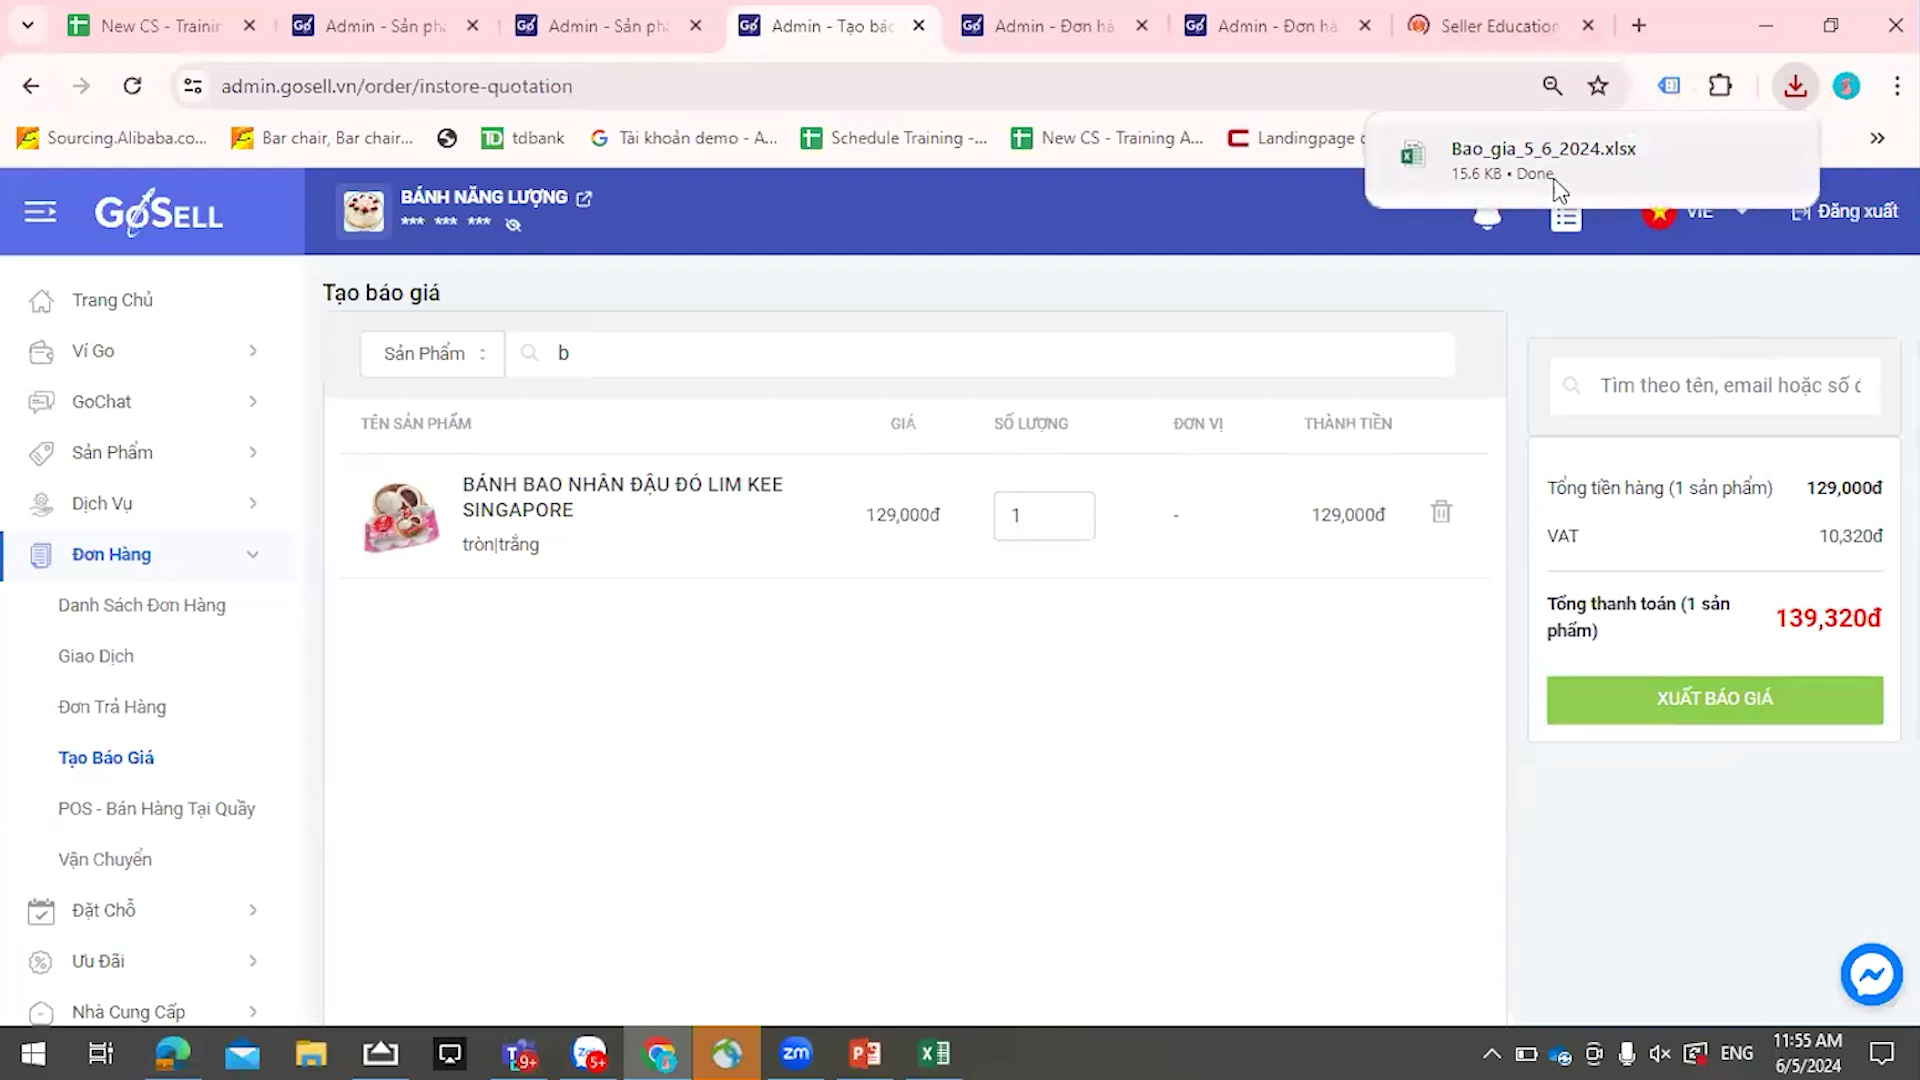 New CS - Trainin
Admin - Sản phẩ
Admin - Sản phẩ
Admin - Tạo báo
Admin - Đơn hà
Admin - Đơn hà
Seller Education
admin.gosell.vn/order/instore-quotation
Sourcing.Alibaba.co...
Bar chair, Bar chair...
tdbank
Tài khoản demo - A...
Schedule Training -...
New CS - Training A...
Landingpage
Bao_gia_5_6_2024.xlsx
15.6 KB • Done
GOSELL
BÁNH NĂNG LƯỢNG
*** *** ***
VIE
Đăng xuất
Trang Chủ
Ví Go
GoChat
Sản Phẩm
Dịch Vụ
Đơn Hàng
Danh Sách Đơn Hàng
Giao Dịch
Đơn Trả Hàng
Tạo Báo Giá
POS - Bán Hàng Tại Quầy
Vận Chuyển
Đặt Chỗ
Ưu Đãi
Nhà Cung Cấp
Tạo báo giá
Sản Phẩm
b
TÊN SẢN PHẨM GIÁ SỐ LƯỢNG ĐƠN VỊ THÀNH TIỀN
BÁNH BAO NHÂN ĐẬU ĐỎ LIM KEE
SINGAPORE
tròn|trắng
129,000đ 1 - 129,000đ
Tìm theo tên, email hoặc số đ
Tổng tiền hàng (1 sản phẩm) 129,000đ
VAT 10,320đ
Tổng thanh toán (1 sản
phẩm)
139,320đ
XUẤT BÁO GIÁ
9+
5+
zm
ENG
11:55 AM
6/5/2024